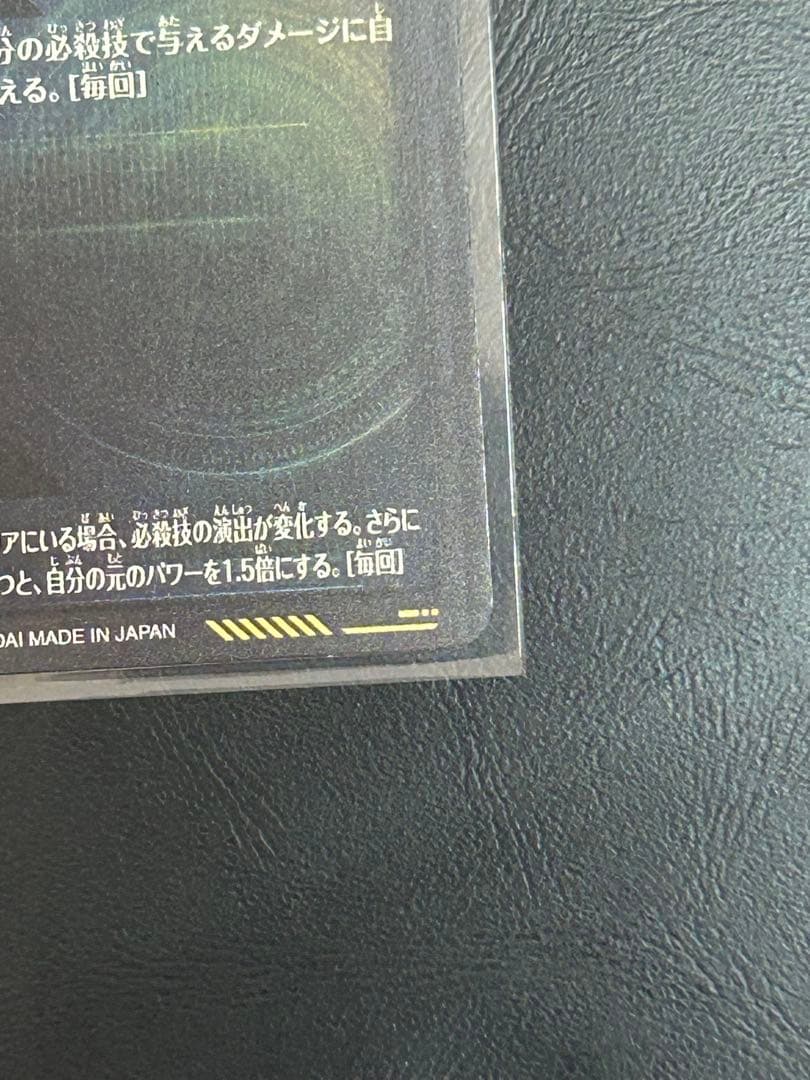 分の必殺技で与えるダメージに自
える。[毎回]
アにいる場合、必殺技の演出が変化する。さらに
つと、自分の元のパワーを1.5倍にする。[毎回]
DAI MADE IN JAPAN